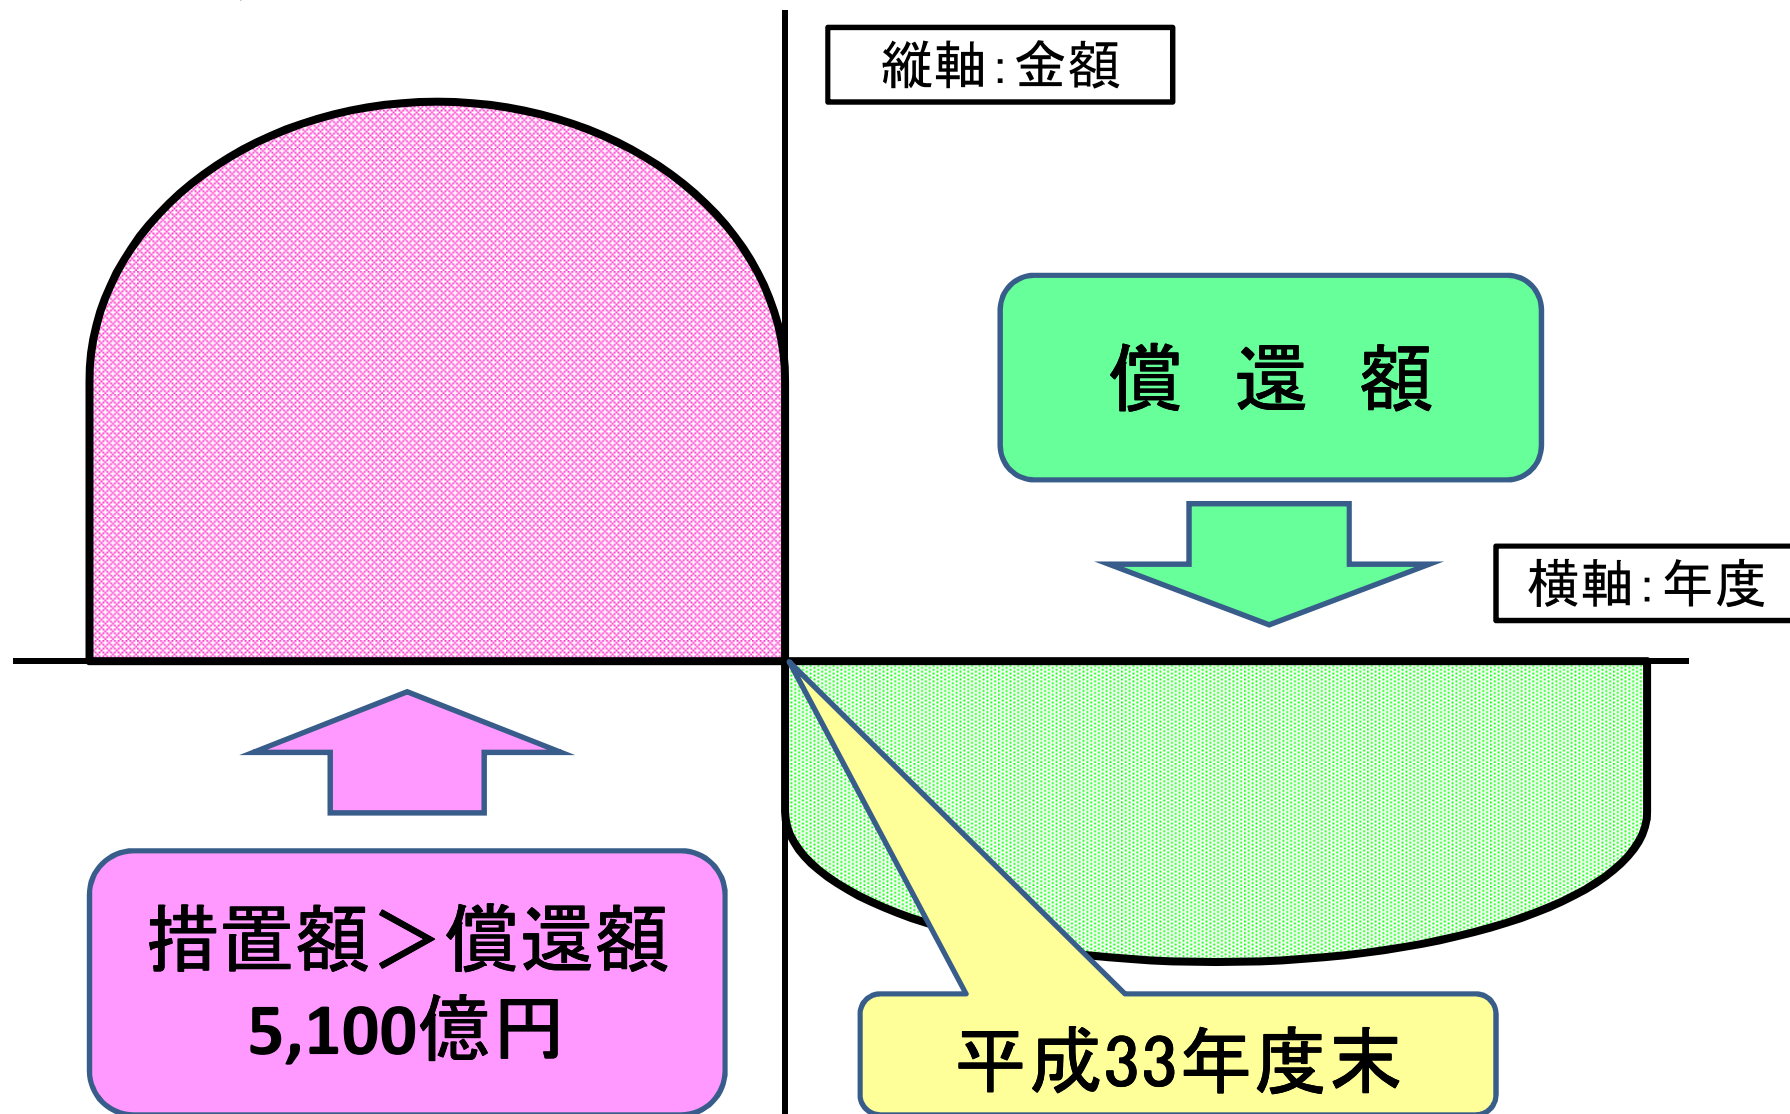 縦軸：金額
償　還　額
横軸：年度
措置額＞償還額
5,100億円
平成33年度末